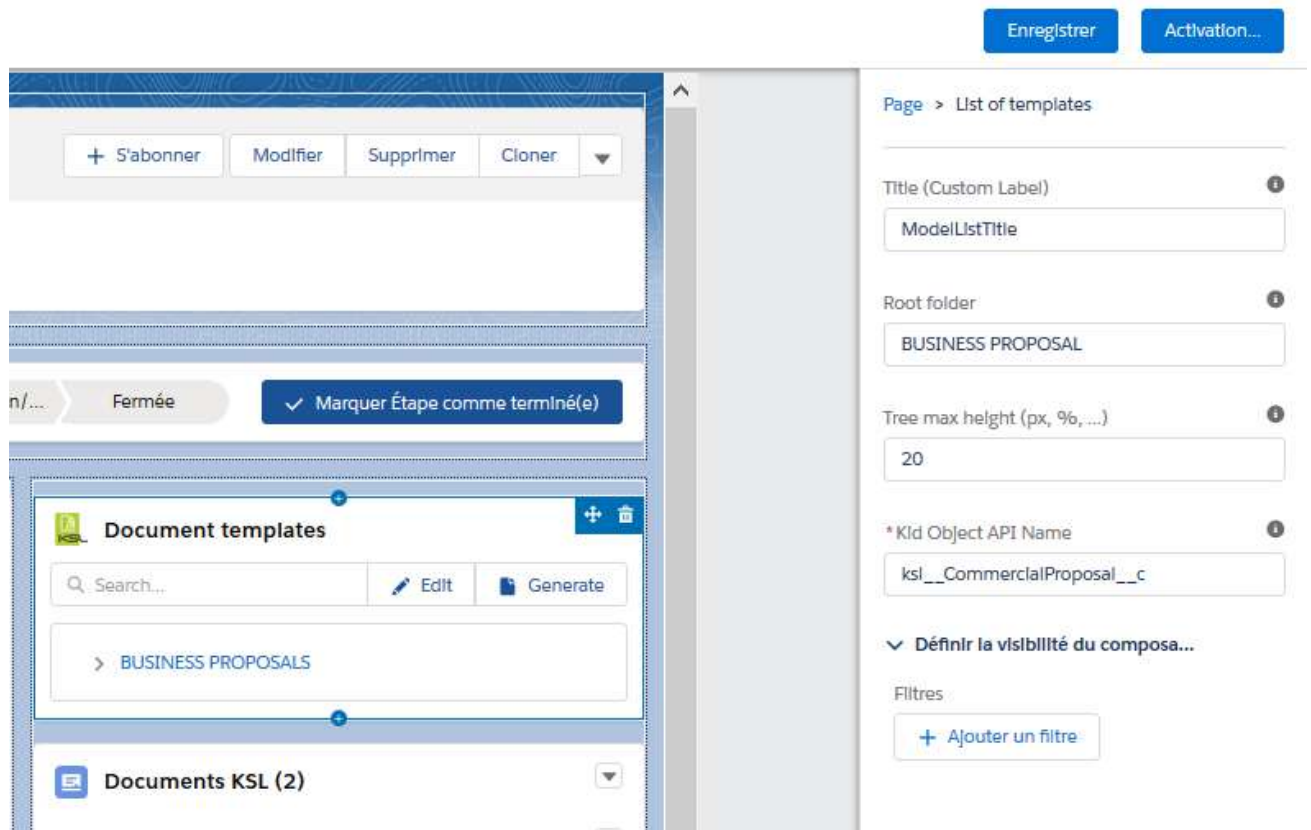 Enregistrer
Activation...
Page > List of templates
+ S'abonner
Modifier
Supprimer
Cloner
Title (Custom Label)
ModelListTitle
Root folder
BUSINESS PROPOSAL
n/...
Fermée
Marquer Étape comme terminé(e)
Tree max height (px, %, ...)
20
KSL
Document templates
*Kid Object API Name
Search...
Edit
Generate
ksl__CommercialProposal__c
BUSINESS PROPOSALS
Définir la visibilité du composa...
Filtres
+ Ajouter un filtre
Documents KSL (2)